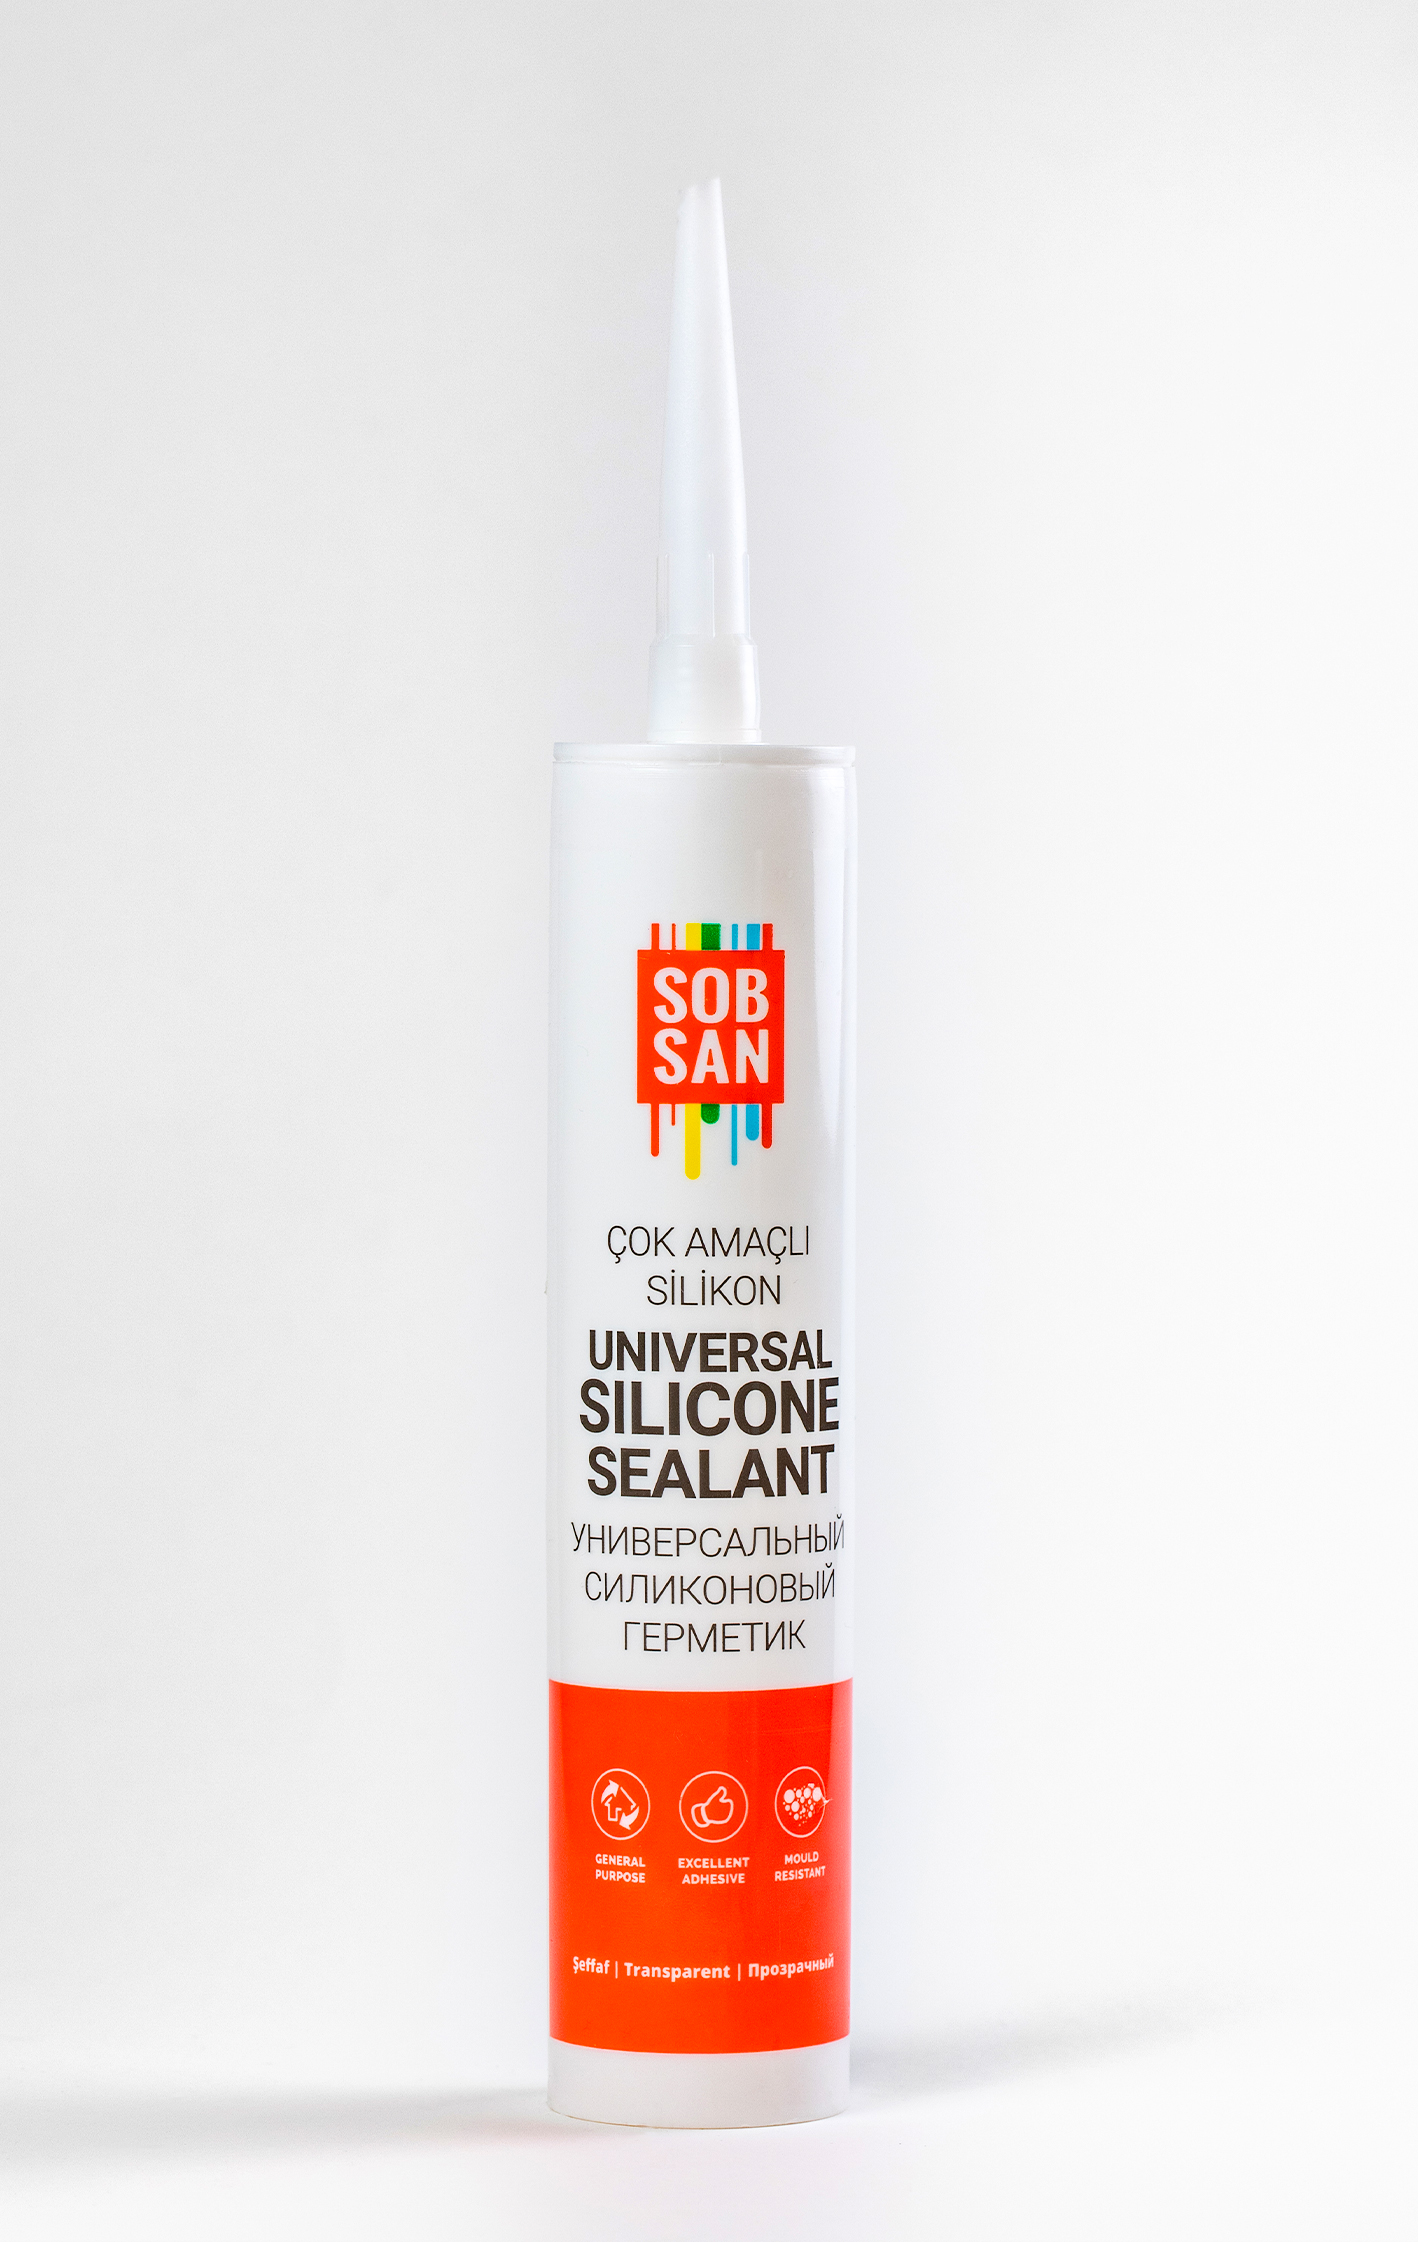 SOB
SAN
ÇOK AMAÇLI
SİLİKON
UNIVERSAL
SILICONE
SEALANT
УНИВЕРСАЛЬНЫЙ
СИЛИКОНОВЫЙ
ГЕРМЕТИК
GENERAL
PURPOSE
EXCELLENT
ADHESIVE
MOULD
RESISTANT
Şeffaf | Transparent | Прозрачный